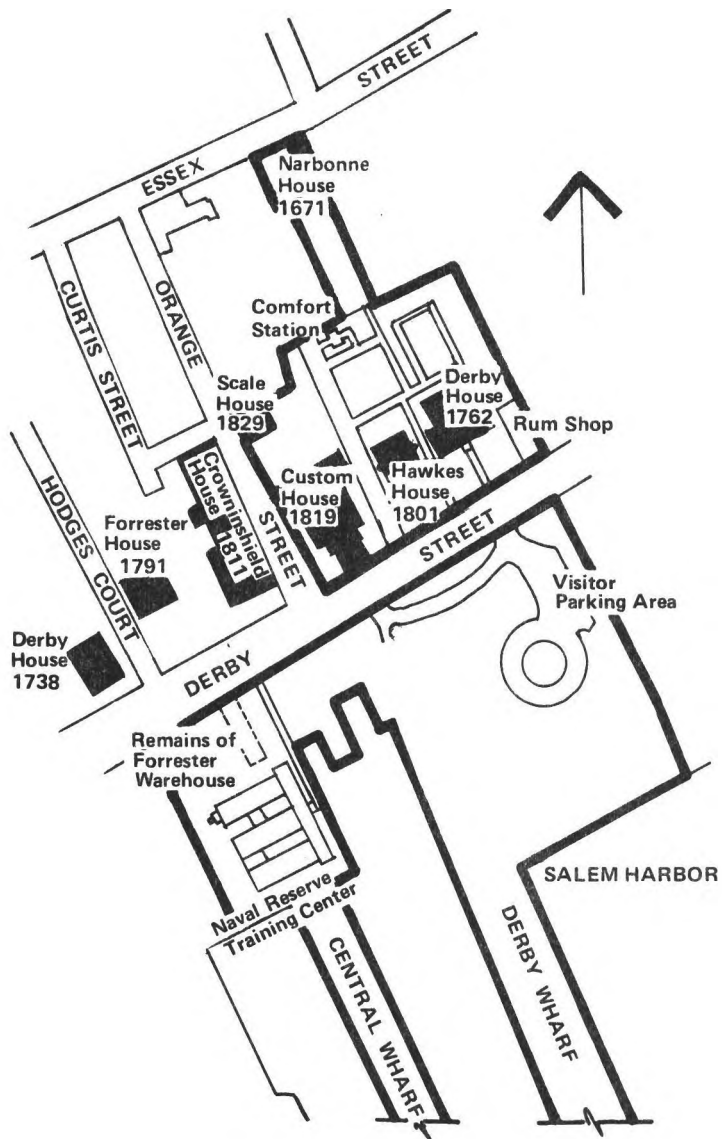 STREET
ESSEX
Narbonne
House
1671
CURTIS STREET
ORANGE
STREET
Comfort
Station
Scale
House
1829
Derby
House
1762
Rum Shop
Custom
House
1819
Hawkes
House
1801
HODGES COURT
Crowninshield
House
1811
Forrester
House
1791
STREET
DERBY
Visitor
Parking Area
Derby
House
1738
Remains of
Forrester
Warehouse
Naval Reserve
Training Center
SALEM HARBOR
CENTRAL WHARF
DERBY WHARF